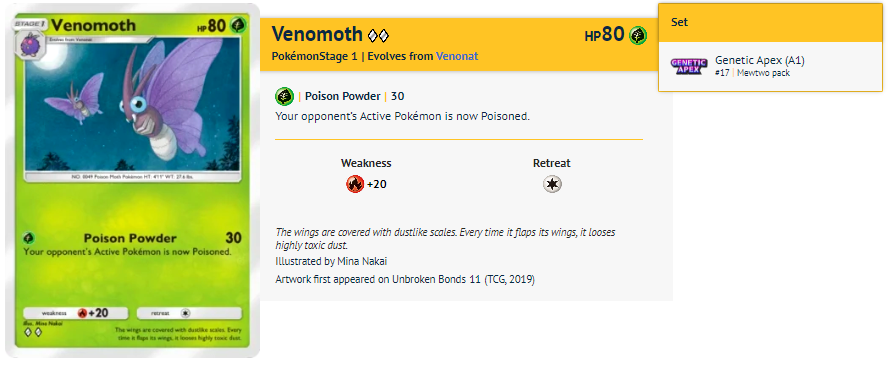 STAGE 1
Venomoth
HP 80
Evolves from Venonat
NO. 0049 Poison Moth Pokémon HT: 4'11" WT: 27.6 lbs.
Poison Powder 30
Your opponent's Active Pokémon is now Poisoned.
weakness +20 retreat
Illus. Mina Nakai
The wings are covered with dustlike scales. Every
time it flaps its wings, it looses highly toxic dust.
Venomoth HP80
PokémonStage 1 | Evolves from Venonat
| Poison Powder | 30
Your opponent's Active Pokémon is now Poisoned.
Weakness Retreat
+20
The wings are covered with dustlike scales. Every time it flaps its wings, it looses
highly toxic dust.
Illustrated by Mina Nakai
Artwork first appeared on Unbroken Bonds 11 (TCG, 2019)
Set
GENETIC
APEX
Genetic Apex (A1)
#17 | Mewtwo pack